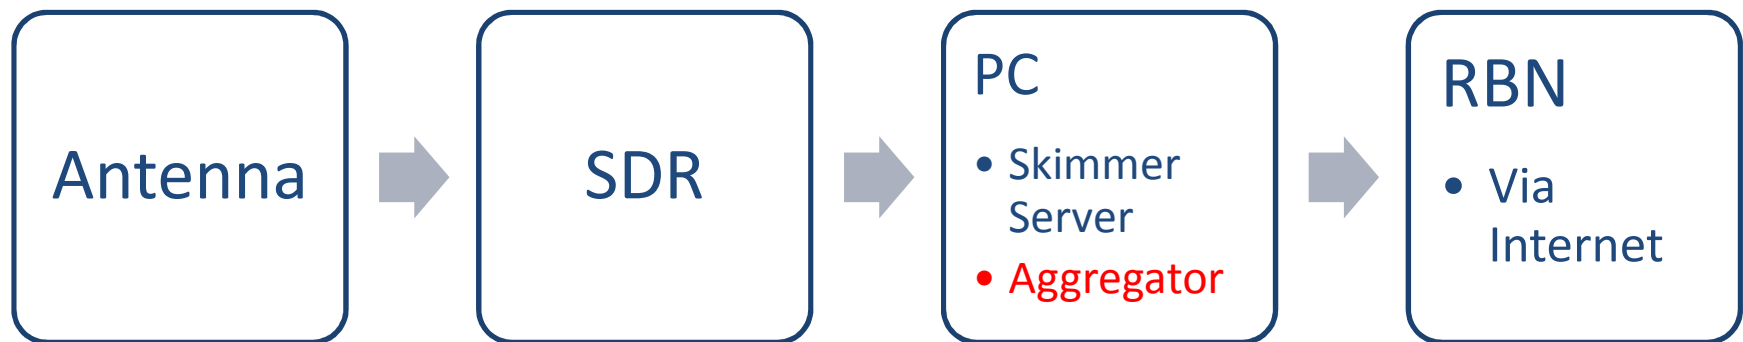 Antenna
SDR
PC
• Skimmer
Server
• Aggregator
RBN
• Via
Internet